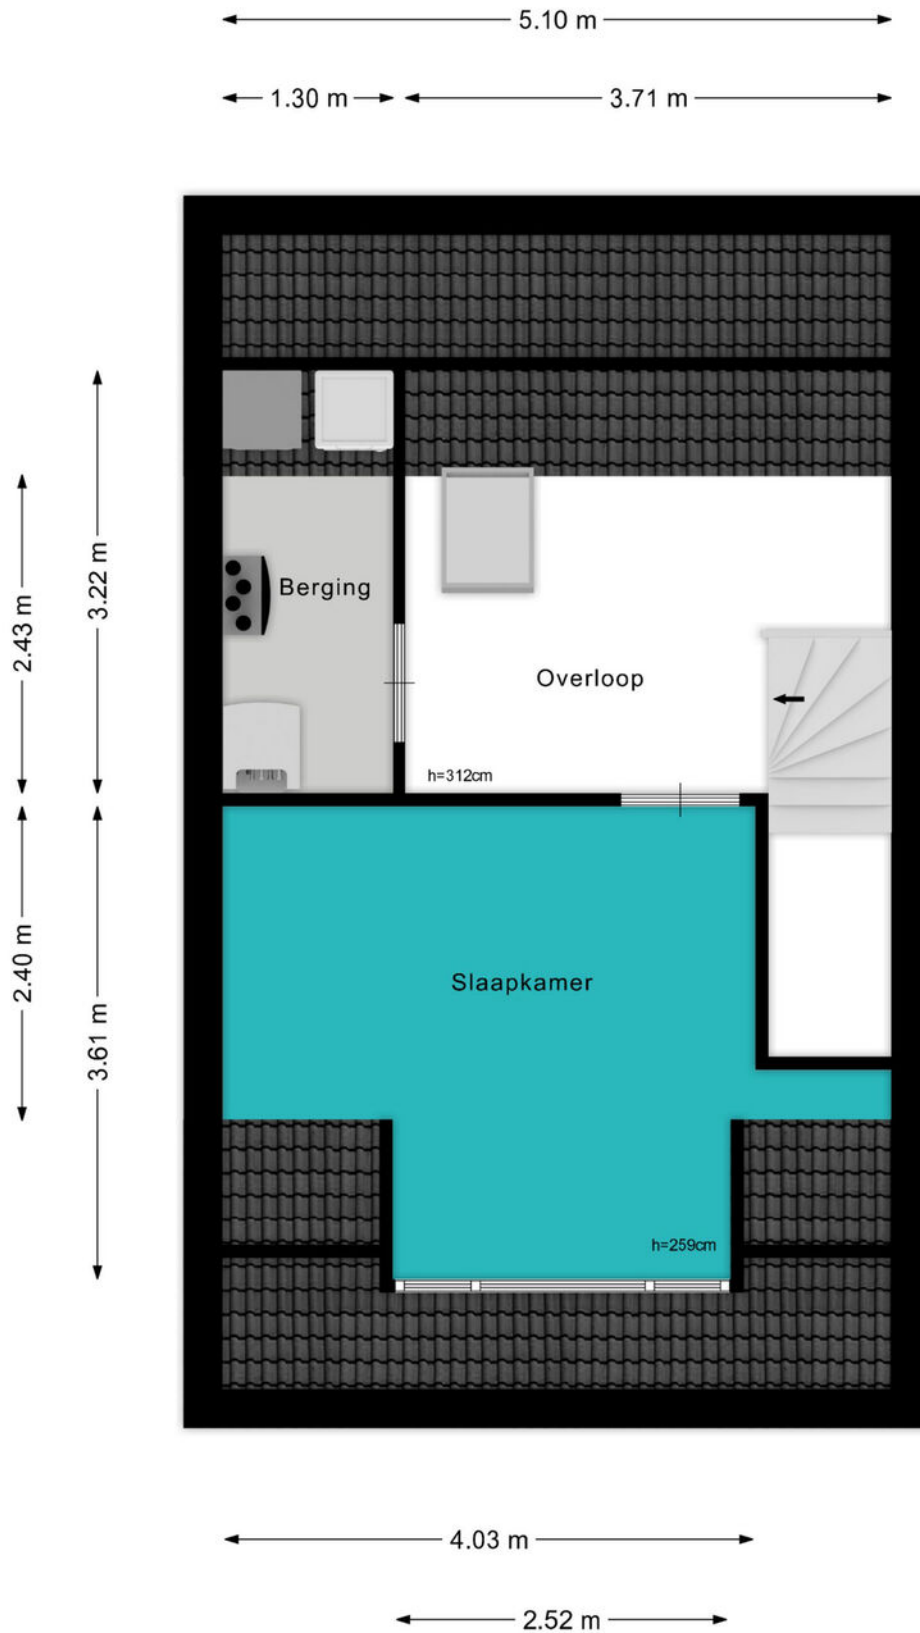 5.10 m
1.30 m
3.71 m
3.22 m
2.43 m
Berging
Overloop
h=312cm
2.40 m
3.61 m
Slaapkamer
h=259cm
4.03 m
2.52 m